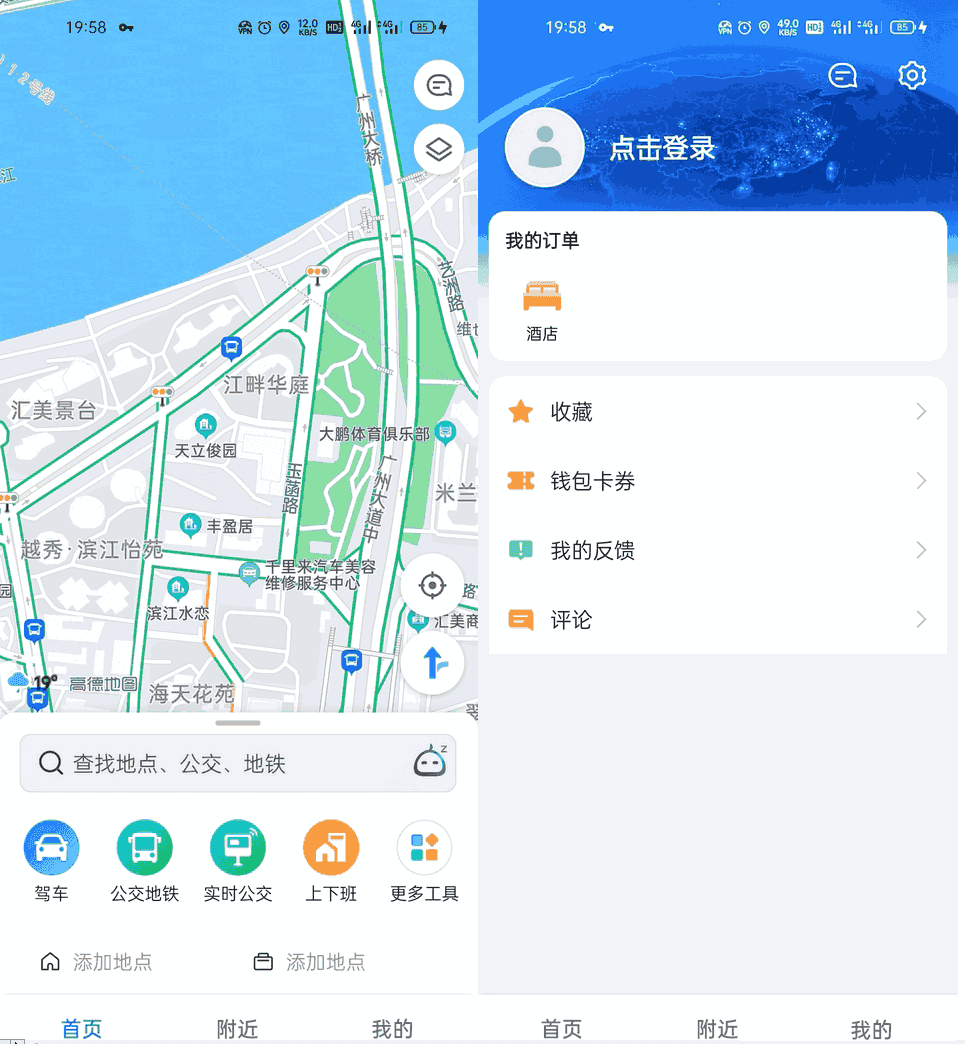 19:58
VPN
12.0
KB/S
HD
4G
4G
85
12号线
广州大桥
江
艺洲路
维也
江畔华庭
汇美景台
天立俊园
大鹏体育俱乐部
玉菡路
广州大道中
米兰
丰盈居
越秀·滨江怡苑
千里来汽车美容
维修服务中心
园
滨江水恋
路
汇美商
19°
高德地图
海天花苑
翠
查找地点、公交、地铁
z
驾车
公交地铁
实时公交
上下班
更多工具
添加地点
添加地点
首页
附近
我的
19:58
VPN
49.0
KB/S
HD
4G
4G
85
点击登录
我的订单
酒店
收藏
钱包卡券
我的反馈
评论
首页
附近
我的